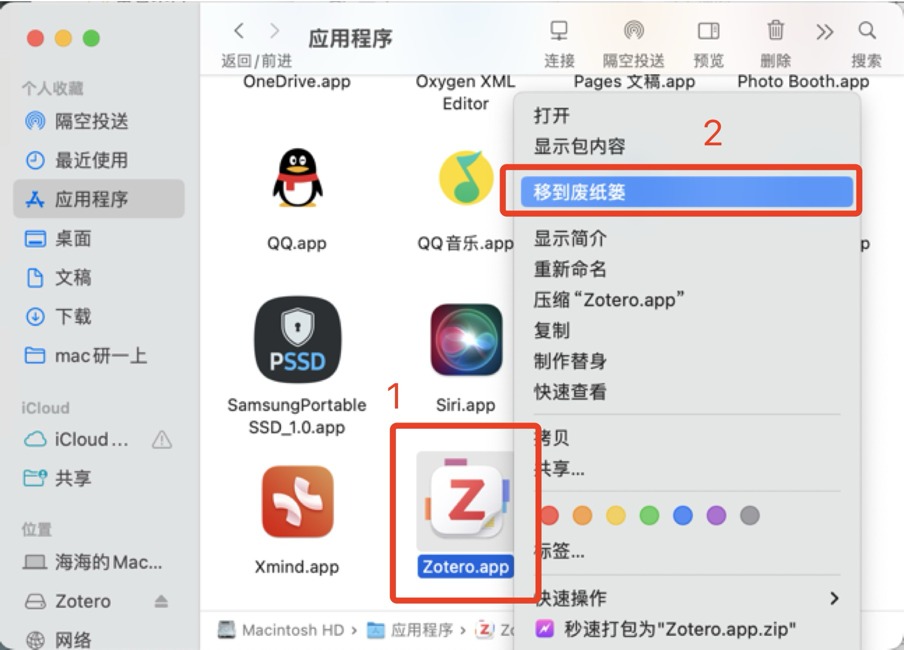 返回/前进
应用程序
连接
隔空投送
预览
删除
搜索
个人收藏
隔空投送
最近使用
应用程序
桌面
文稿
下载
mac研一上
iCloud
iCloud...
共享
位置
海海的Mac...
Zotero
网络
OneDrive.app
Oxygen XML
Editor
Pages 文稿.app
Photo Booth.app
QQ.app
QQ音乐.app
PSSD
SamsungPortable
SSD_1.0.app
Siri.app
Xmind.app
Z
Zotero.app
1
2
打开
显示包内容
移到废纸篓
显示简介
重新命名
压缩“Zotero.app”
复制
制作替身
快速查看
拷贝
共享...
标签...
快速操作
秒速打包为"Zotero.app.zip"
Macintosh HD › 应用程序 ›